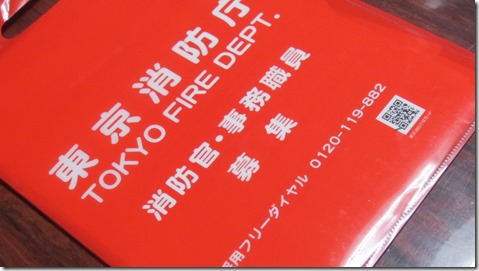 東京消防庁
TOKYO FIRE DEPT.
消防官・事務職員
募集
採用フリーダイヤル 0120-119-882